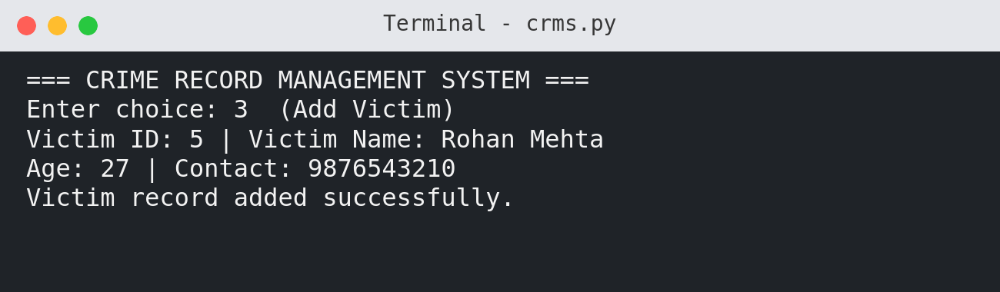 Terminal - crms.py
=== CRIME RECORD MANAGEMENT SYSTEM ===
Enter choice: 3  (Add Victim)
Victim ID: 5 | Victim Name: Rohan Mehta
Age: 27 | Contact: 9876543210
Victim record added successfully.